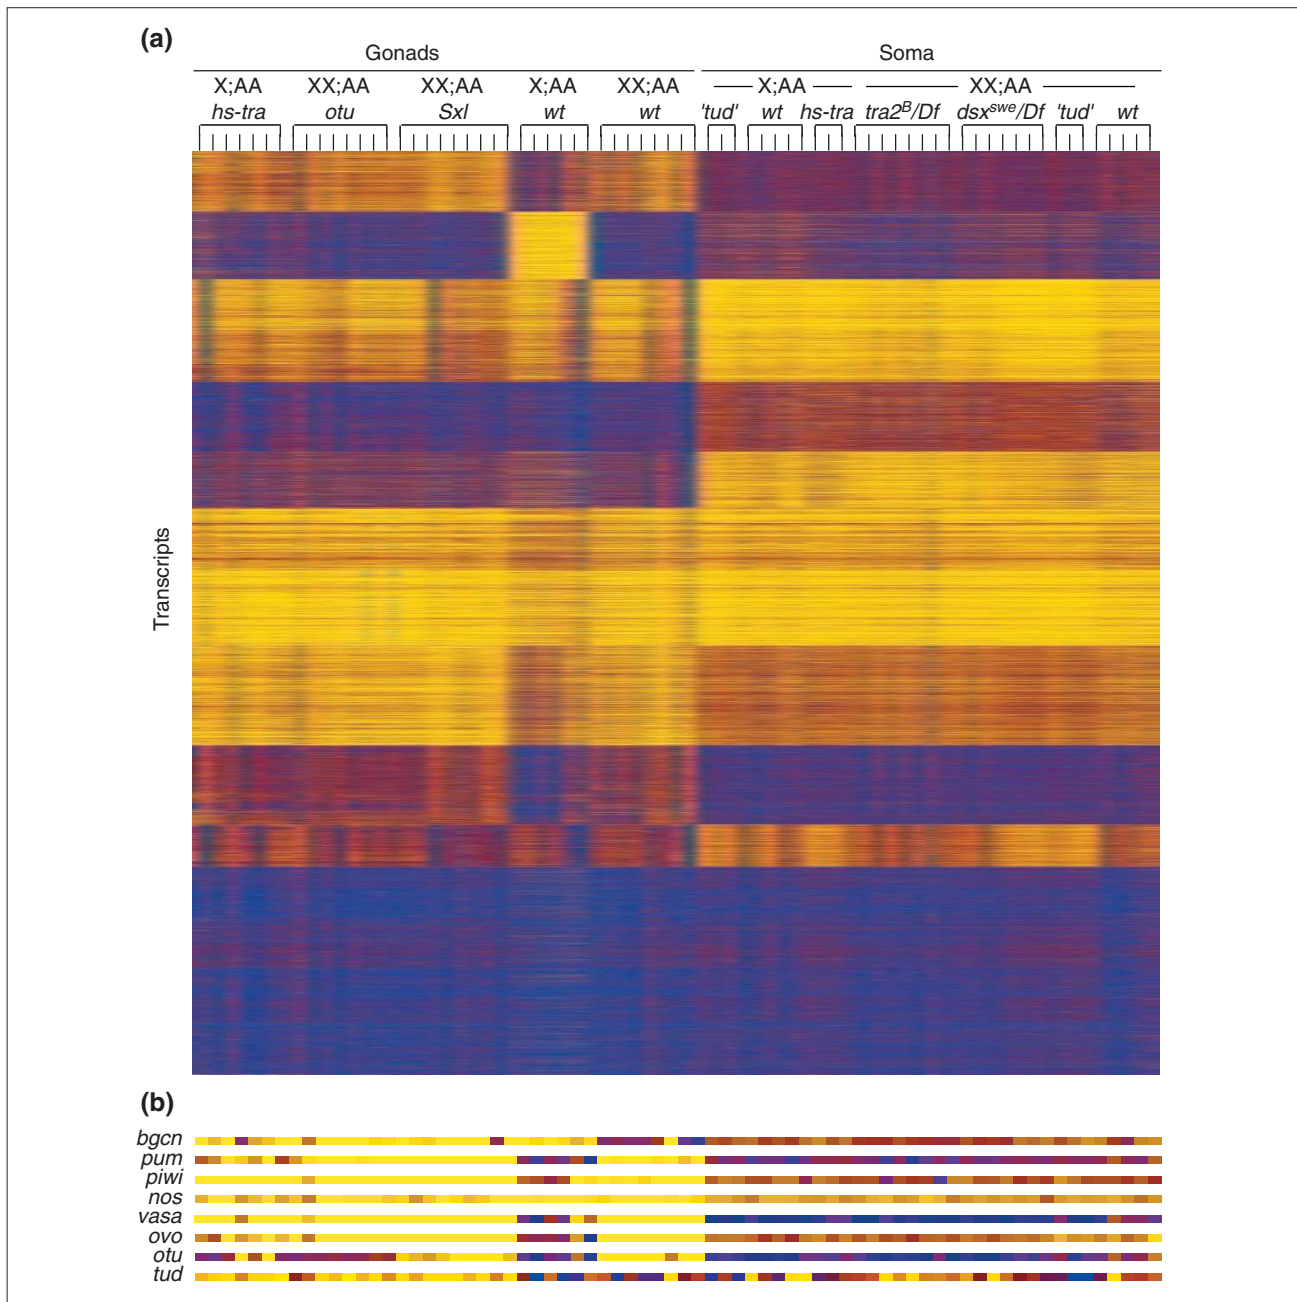 (a)
Gonads Soma
X;AA XX;AA XX;AA X;AA XX;AA X;AA XX;AA
hs-tra otu Sxl wt wt 'tud' wt hs-tra tra2ᴮ/Df dsxˢʷᵉ/Df 'tud' wt
Transcripts
(b)
bgcn
pum
piwi
nos
vasa
ovo
otu
tud